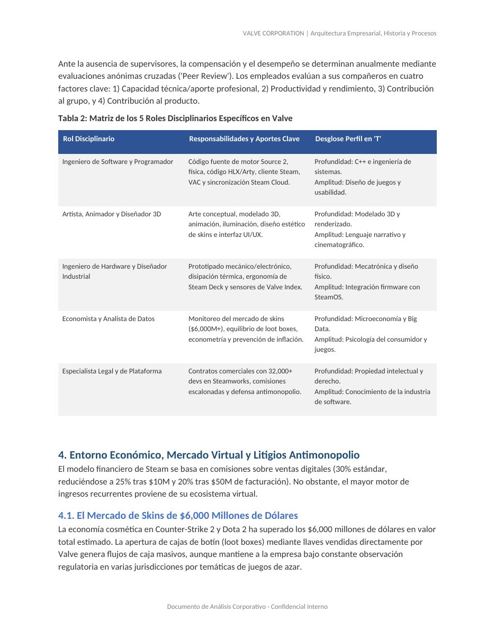 VALVE CORPORATION | Arquitectura Empresarial, Historia y Procesos
Ante la ausencia de supervisores, la compensación y el desempeño se determinan anualmente mediante
evaluaciones anónimas cruzadas ('Peer Review'). Los empleados evalúan a sus compañeros en cuatro
factores clave: 1) Capacidad técnica/aporte profesional, 2) Productividad y rendimiento, 3) Contribución
al grupo, y 4) Contribución al producto.
Tabla 2: Matriz de los 5 Roles Disciplinarios Específicos en Valve
Rol Disciplinario
Responsabilidades y Aportes Clave
Desglose Perfil en 'T'
Ingeniero de Software y Programador
Código fuente de motor Source 2,
física, código HLX/Arty, cliente Steam,
VAC y sincronización Steam Cloud.
Profundidad: C++ e ingeniería de
sistemas.
Amplitud: Diseño de juegos y
usabilidad.
Artista, Animador y Diseñador 3D
Arte conceptual, modelado 3D,
animación, iluminación, diseño estético
de skins e interfaz UI/UX.
Profundidad: Modelado 3D y
renderizado.
Amplitud: Lenguaje narrativo y
cinematográfico.
Ingeniero de Hardware y Diseñador
Industrial
Prototipado mecánico/electrónico,
disipación térmica, ergonomía de
Steam Deck y sensores de Valve Index.
Profundidad: Mecatrónica y diseño
físico.
Amplitud: Integración firmware con
SteamOS.
Economista y Analista de Datos
Monitoreo del mercado de skins
($6,000M+), equilibrio de loot boxes,
econometría y prevención de inflación.
Profundidad: Microeconomía y Big
Data.
Amplitud: Psicología del consumidor y
juegos.
Especialista Legal y de Plataforma
Contratos comerciales con 32,000+
devs en Steamworks, comisiones
escalonadas y defensa antimonopolio.
Profundidad: Propiedad intelectual y
derecho.
Amplitud: Conocimiento de la industria
de software.
4. Entorno Económico, Mercado Virtual y Litigios Antimonopolio
El modelo financiero de Steam se basa en comisiones sobre ventas digitales (30% estándar,
reduciéndose a 25% tras $10M y 20% tras $50M de facturación). No obstante, el mayor motor de
ingresos recurrentes proviene de su ecosistema virtual.
4.1. El Mercado de Skins de $6,000 Millones de Dólares
La economía cosmética en Counter-Strike 2 y Dota 2 ha superado los $6,000 millones de dólares en valor
total estimado. La apertura de cajas de botín (loot boxes) mediante llaves vendidas directamente por
Valve genera flujos de caja masivos, aunque mantiene a la empresa bajo constante observación
regulatoria en varias jurisdicciones por temáticas de juegos de azar.
Documento de Análisis Corporativo - Confidencial Interno